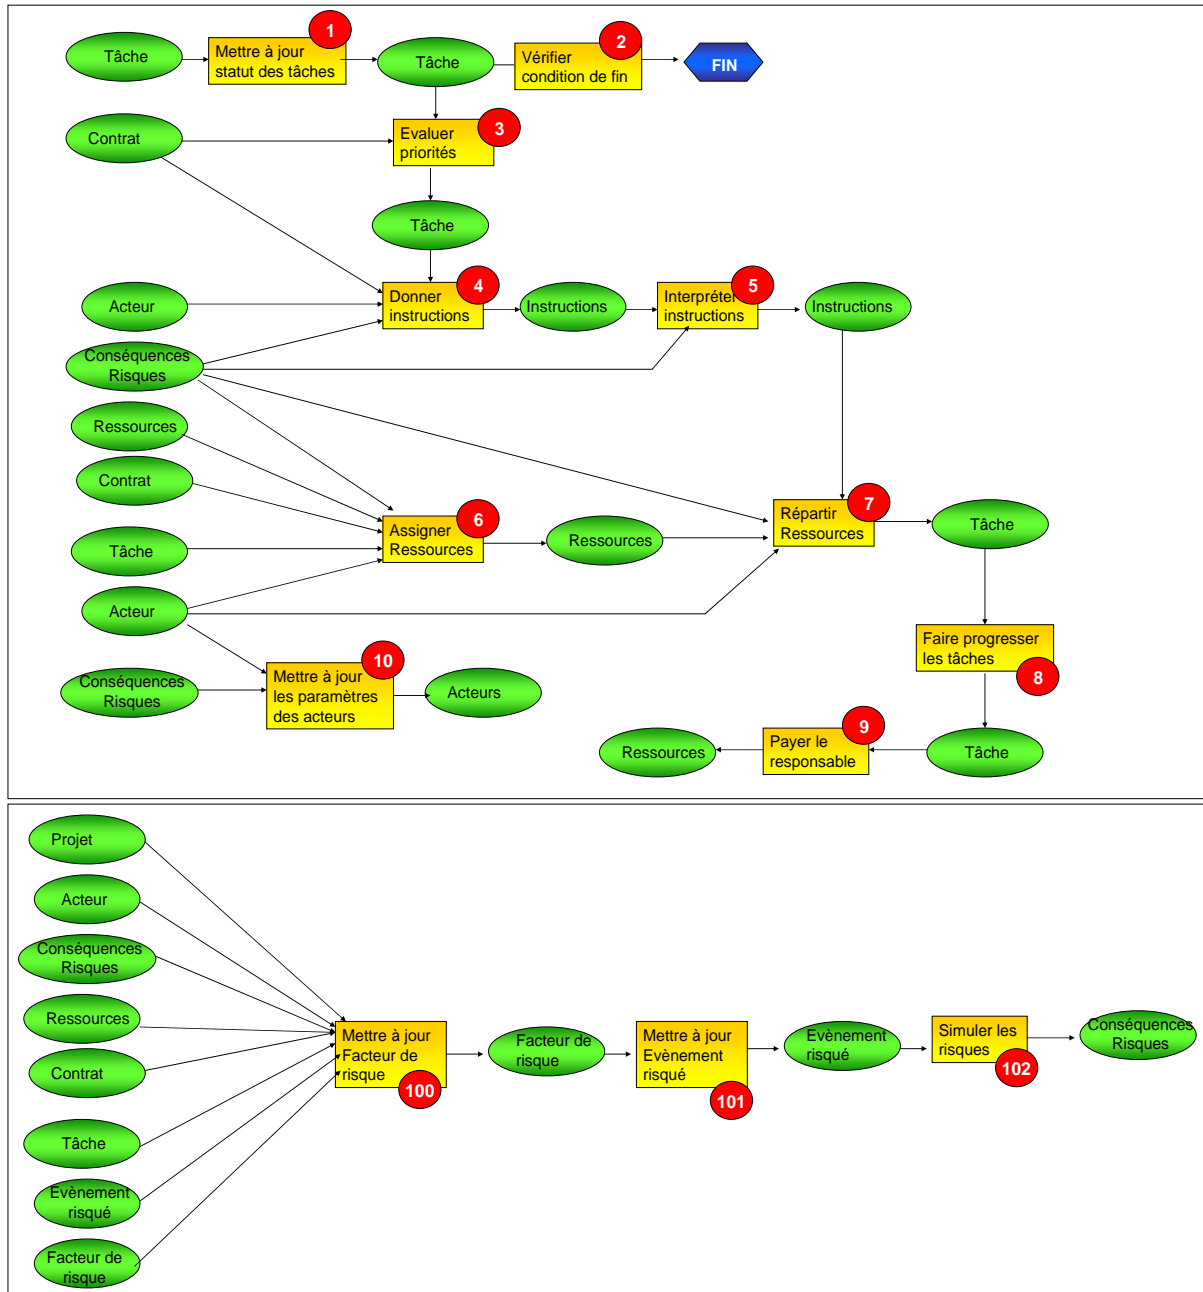 1
2
Tâche
Mettre à jour
statut des tâches
Tâche
Vérifier
condition de fin
FIN
Contrat
3
Evaluer
priorités
Tâche
4
5
Acteur
Donner
instructions
Instructions
Interpréter
instructions
Instructions
Conséquences
Risques
Ressources
Contrat
6
7
Assigner
Ressources
Ressources
Répartir
Ressources
Tâche
Tâche
Acteur
Faire progresser
les tâches
8
10
Conséquences
Risques
Mettre à jour
les paramètres
des acteurs
Acteurs
9
Ressources
Payer le
responsable
Tâche
Projet
Acteur
Conséquences
Risques
Ressources
Contrat
Mettre à jour
Facteur de
risque
100
Facteur de
risque
Mettre à jour
Evènement
risqué
101
Evènement
risqué
Simuler les
risques
102
Conséquences
Risques
Tâche
Evènement
risqué
Facteur de
risque